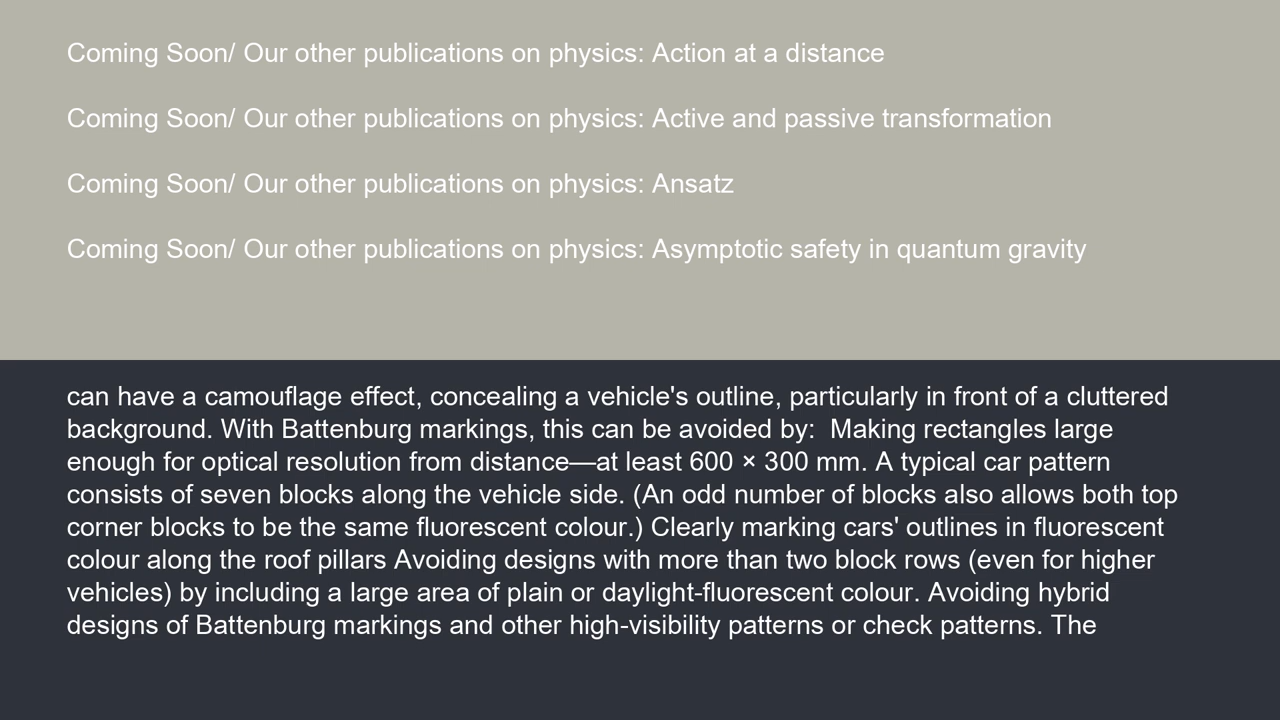 Coming Soon/ Our other publications on physics: Action at a distance
Coming Soon/ Our other publications on physics: Active and passive transformation
Coming Soon/ Our other publications on physics: Ansatz
Coming Soon/ Our other publications on physics: Asymptotic safety in quantum gravity
can have a camouflage effect, concealing a vehicle's outline, particularly in front of a cluttered
background. With Battenburg markings, this can be avoided by:  Making rectangles large
enough for optical resolution from distance—at least 600 × 300 mm. A typical car pattern
consists of seven blocks along the vehicle side. (An odd number of blocks also allows both top
corner blocks to be the same fluorescent colour.) Clearly marking cars' outlines in fluorescent
colour along the roof pillars Avoiding designs with more than two block rows (even for higher
vehicles) by including a large area of plain or daylight-fluorescent colour. Avoiding hybrid
designs of Battenburg markings and other high-visibility patterns or check patterns. The